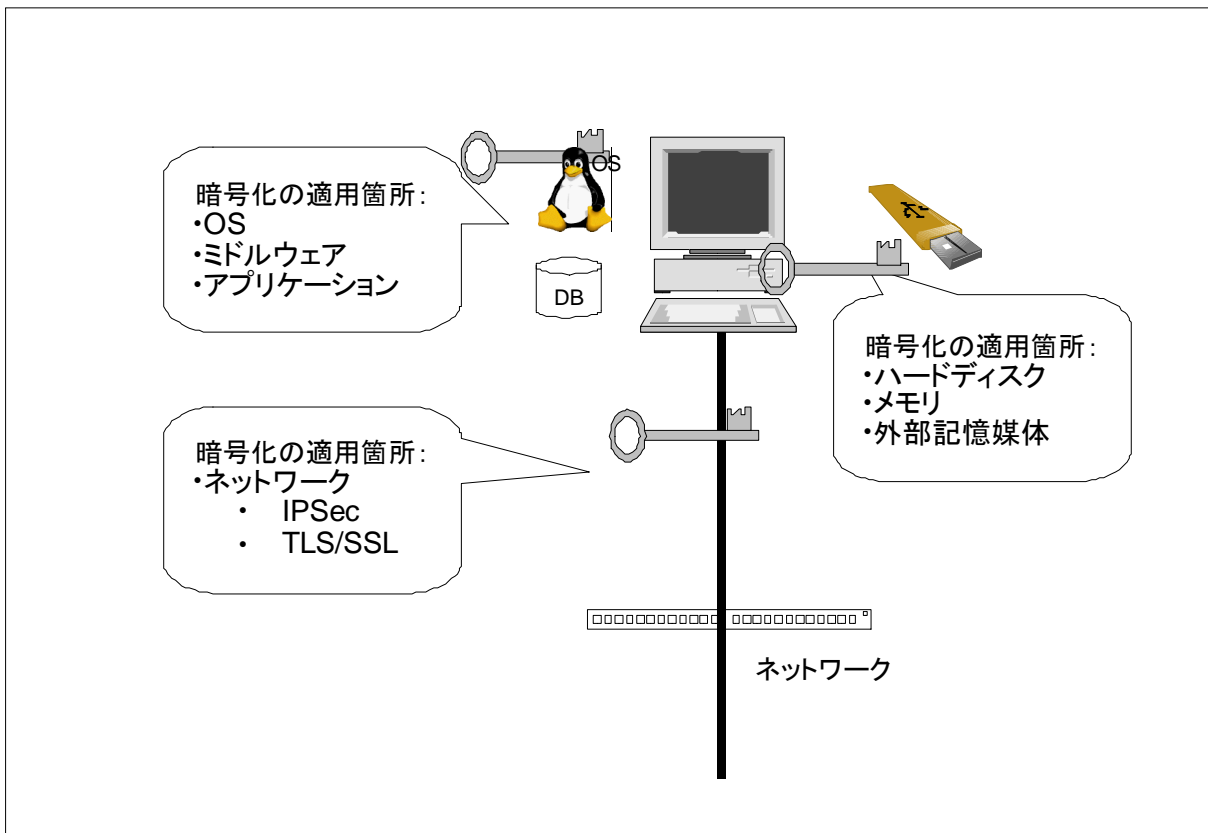 暗号化の適用箇所：
・OS
・ミドルウェア
・アプリケーション
OS
DB
暗号化の適用箇所：
・ハードディスク
・メモリ
・外部記憶媒体
暗号化の適用箇所：
・ネットワーク
・ IPSec
・ TLS/SSL
ネットワーク